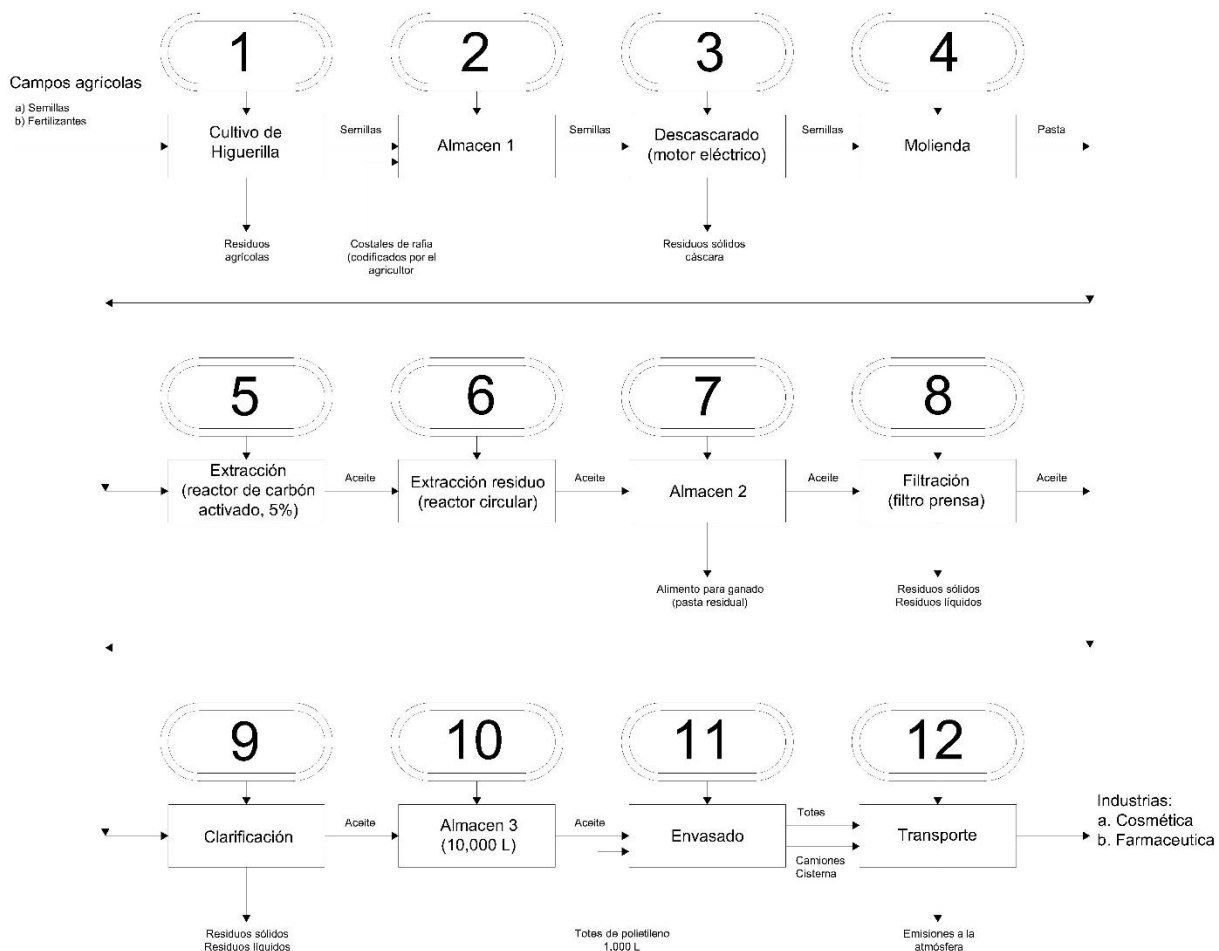 1
2
3
4
Campos agrícolas
a) Semillas
b) Fertilizantes
Cultivo de
Higuerilla
Semillas
Almacen 1
Semillas
Descascarado
(motor eléctrico)
Semillas
Molienda
Pasta
Residuos
agrícolas
Costales de rafia
(codificados por el
agricultor
Residuos sólidos
cáscara
5
6
7
8
Extracción
(reactor de carbón
activado, 5%)
Aceite
Extracción residuo
(reactor circular)
Aceite
Almacen 2
Aceite
Filtración
(filtro prensa)
Aceite
Alimento para ganado
(pasta residual)
Residuos sólidos
Residuos líquidos
9
10
11
12
Clarificación
Aceite
Almacen 3
(10,000 L)
Aceite
Envasado
Totes
Camiones
Cisterna
Transporte
Industrias:
a. Cosmética
b. Farmaceutica
Residuos sólidos
Residuos líquidos
Totes de polietileno
1,000 L
Emisiones a la
atmósfera